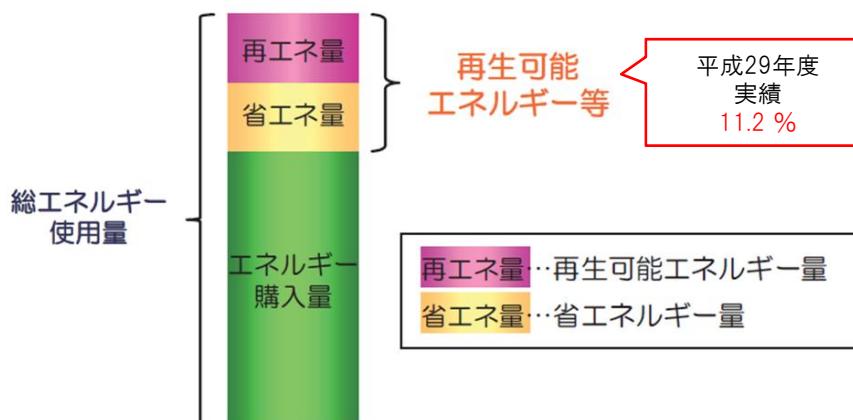 再エネ量
省エネ量
再生可能
エネルギー等
平成29年度
実績
11.2 %
総エネルギー
使用量
エネルギー
購入量
再エネ量…再生可能エネルギー量
省エネ量…省エネルギー量